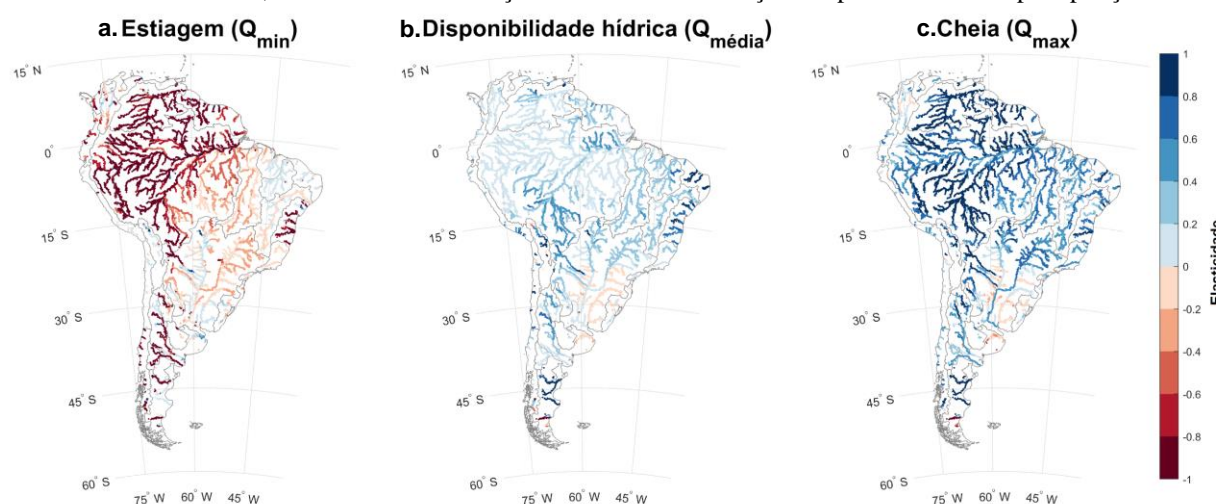 a. Estiagem (Qmin)
b. Disponibilidade hídrica (Qmédia)
c. Cheia (Qmax)
15° N
0°
15° S
30° S
45° S
60° S
75° W 60° W 45° W
15° N
0°
15° S
30° S
45° S
60° S
75° W 60° W 45° W
15° N
0°
15° S
30° S
45° S
60° S
75° W 60° W 45° W
1
0.8
0.6
0.4
0.2
0
-0.2
-0.4
-0.6
-0.8
-1
Elasticidade